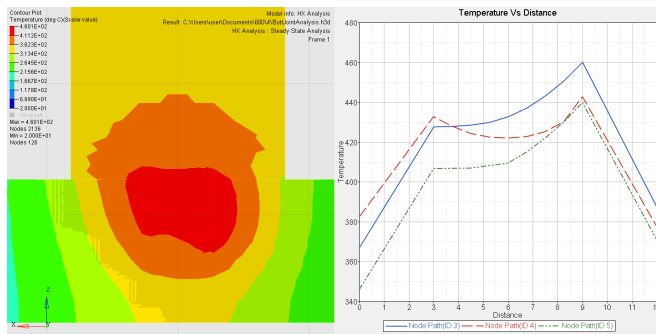 Contour Plot
Temperature (deg C)(Scalar value)
4.601E+02
4.112E+02
3.623E+02
3.134E+02
2.645E+02
2.156E+02
1.667E+02
1.178E+02
6.890E+01
2.000E+01
No result
Max = 4.601E+02
Nodes 2136
Min = 2.000E+01
Nodes 126
Model info: HX Analysis
Result: C:\Users\user\Documents\600\4\ButtJointAnalysis.h3d
HX Analysis : Steady State Analysis
Frame 1
Z
X
Y
Temperature Vs Distance
Temperature
480
460
440
420
400
380
360
340
0 1 2 3 4 5 6 7 8 9 10 11
Distance
Node Path(ID 3) Node Path(ID 4) Node Path(ID 5)